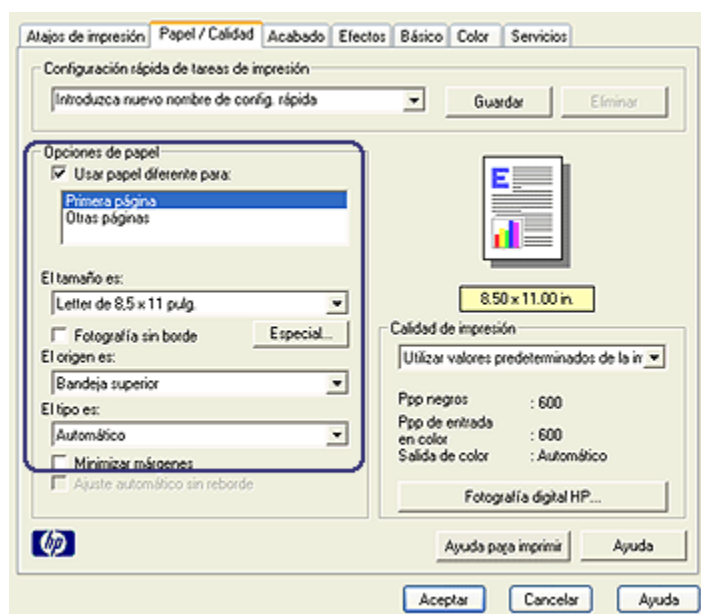 Atajos de impresión Papel / Calidad Acabado Efectos Básico Color Servicios
Configuración rápida de tareas de impresión
Introduzca nuevo nombre de config. rápida Guardar Eliminar
Opciones de papel
Usar papel diferente para:
Primera página
Otras páginas
E
El tamaño es:
Letter de 8,5 x 11 pulg.
8.50 x 11.00 in.
Fotografía sin borde Especial...
El origen es:
Bandeja superior
El tipo es:
Automático
Minimizar márgenes
Ajuste automático sin reborde
Calidad de impresión
Utilizar valores predeterminados de la im
Ppp negros : 600
Ppp de entrada
en color : 600
Salida de color : Automático
Fotografía digital HP...
hp
Ayuda para imprimir Ayuda
Aceptar Cancelar Ayuda